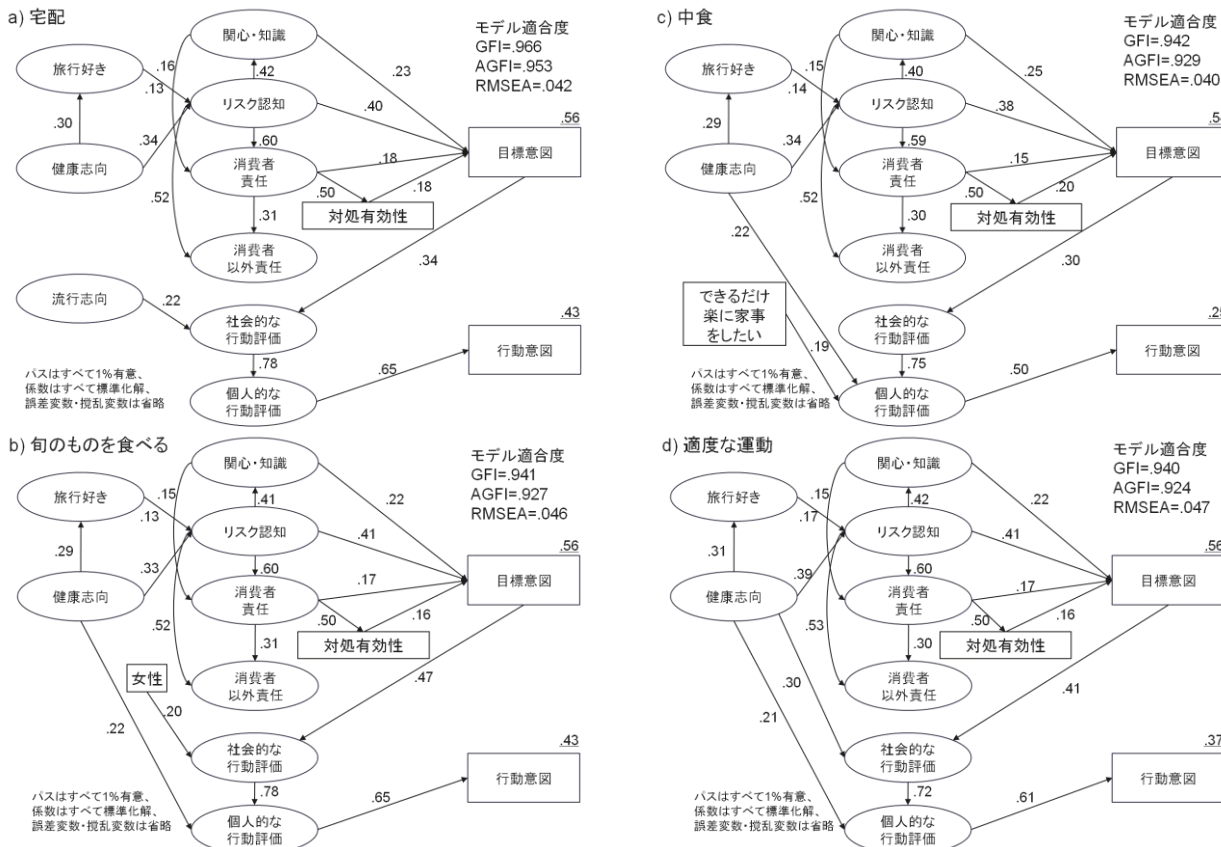 a) 宅配
関心・知識
モデル適合度
GFI=.966
AGFI=.953
RMSEA=.042
旅行好き
.16
.13
.42
.23
リスク認知
.40
.30
.34
.60
.56
健康志向
消費者
責任
.18
目標意図
.52
.50
.18
対処有効性
.31
消費者
以外責任
.34
流行志向
.22
社会的な
行動評価
.43
行動意図
.78
.65
パスはすべて1%有意、
係数はすべて標準化解、
誤差変数・撹乱変数は省略
個人的な
行動評価
c) 中食
関心・知識
モデル適合度
GFI=.942
AGFI=.929
RMSEA=.040
旅行好き
.15
.14
.40
.25
リスク認知
.38
.29
.34
.59
健康志向
消費者
責任
.15
目標意図
.52
.50
.20
対処有効性
.22
.30
消費者
以外責任
.30
できるだけ
楽に家事
をしたい
社会的な
行動評価
行動意図
.19
.75
.50
パスはすべて1%有意、
係数はすべて標準化解、
誤差変数・撹乱変数は省略
個人的な
行動評価
b) 旬のものを食べる
関心・知識
モデル適合度
GFI=.941
AGFI=.927
RMSEA=.046
旅行好き
.15
.13
.41
.22
リスク認知
.41
.29
.33
.60
.56
健康志向
消費者
責任
.17
目標意図
.52
.50
.16
対処有効性
.31
女性
消費者
以外責任
.47
.20
.22
社会的な
行動評価
.43
行動意図
.78
.65
パスはすべて1%有意、
係数はすべて標準化解、
誤差変数・撹乱変数は省略
個人的な
行動評価
d) 適度な運動
関心・知識
モデル適合度
GFI=.940
AGFI=.924
RMSEA=.047
旅行好き
.15
.17
.42
.22
リスク認知
.41
.31
.39
.60
.56
健康志向
消費者
責任
.17
目標意図
.53
.50
.16
対処有効性
.30
消費者
以外責任
.30
.41
.21
社会的な
行動評価
.37
行動意図
.72
.61
パスはすべて1%有意、
係数はすべて標準化解、
誤差変数・撹乱変数は省略
個人的な
行動評価